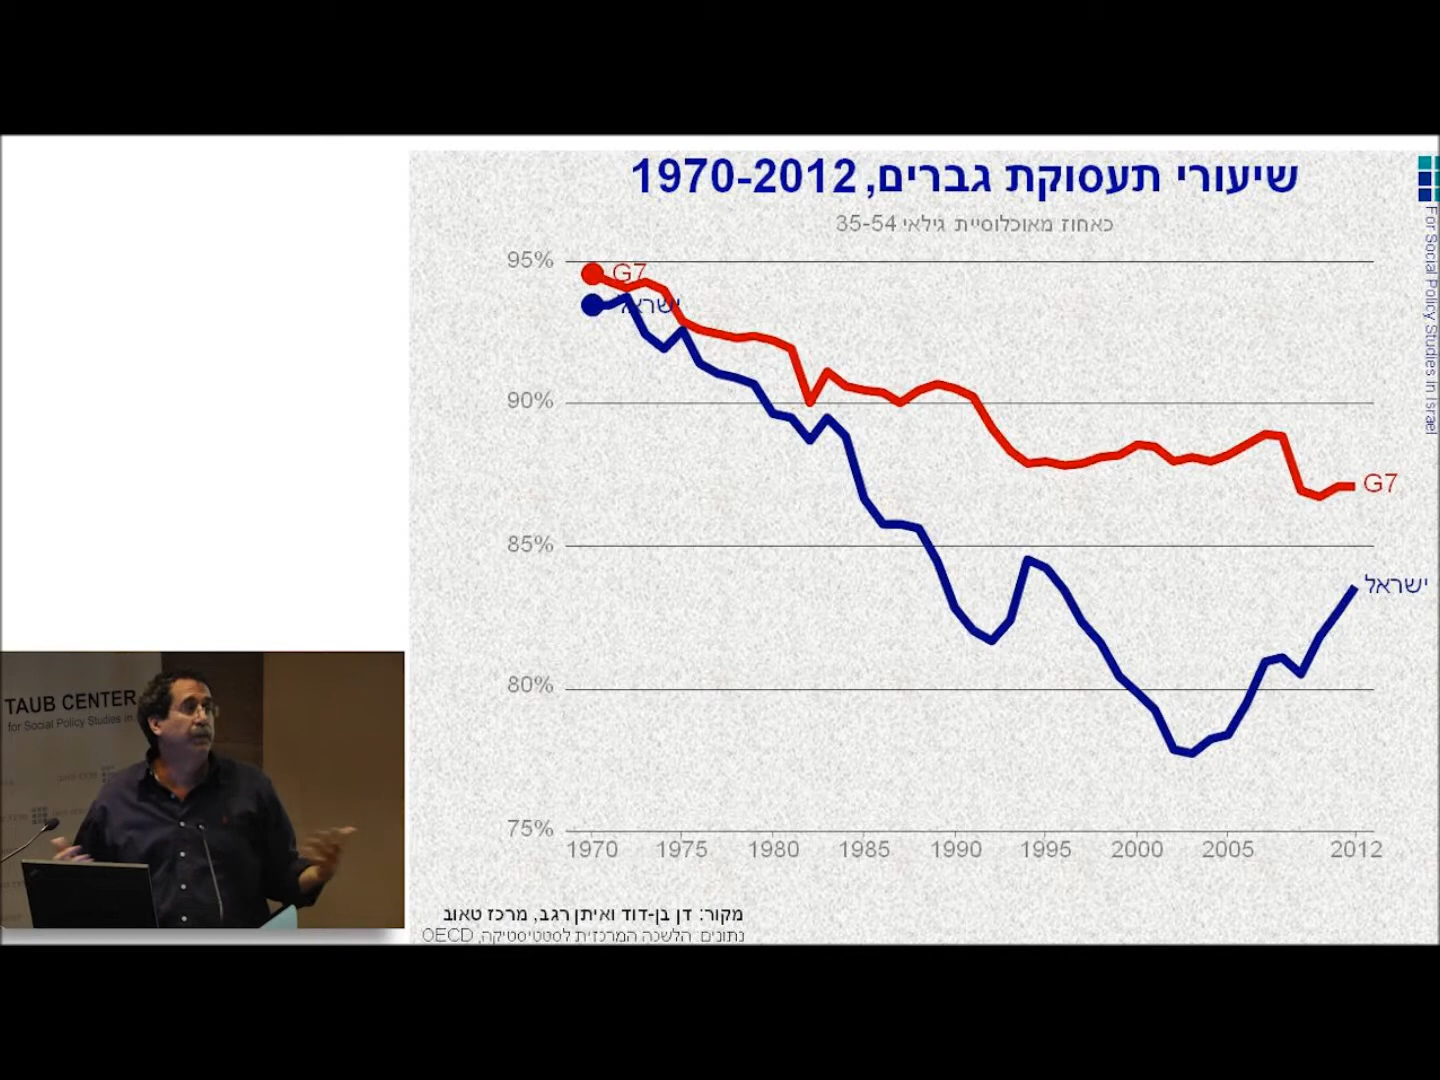 שיעורי תעסוקת גברים, 1970-2012
כאחוז מאוכלוסיית גילאי 35-54
95%
90%
85%
80%
75%
G7
ישראל
G7
ישראל
1970 1975 1980 1985 1990 1995 2000 2005 2012
מקור: דן בן-דוד ואיתן רגב, מרכז טאוב
נתונים: הלשכה המרכזית לסטטיסטיקה, OECD
For Social Policy Studies in Israel
TAUB CENTER
for Social Policy Studies in